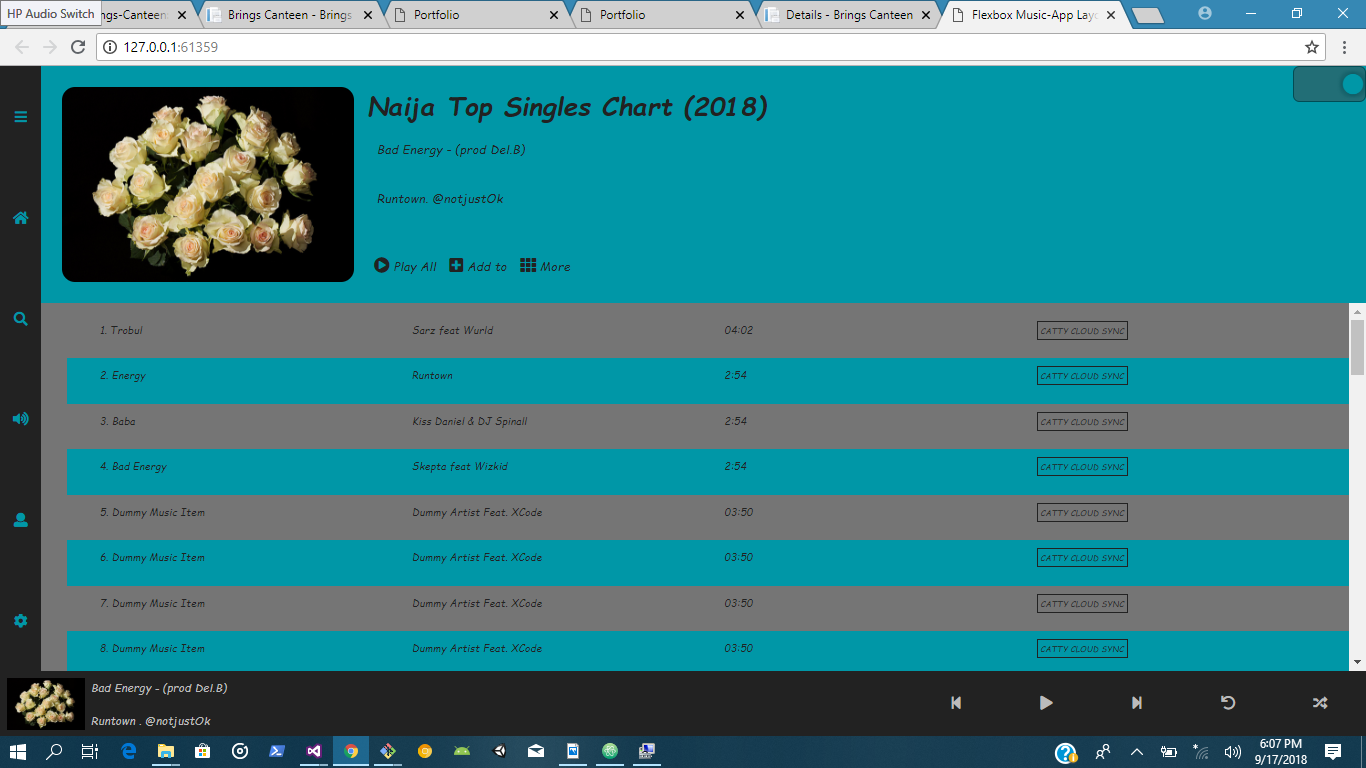 HP Audio Switch
ngs-Canteen
Brings Canteen - Brings
Portfolio
Portfolio
Details - Brings Canteen
Flexbox Music-App Layo
127.0.0.1:61359
Naija Top Singles Chart (2018)
Bad Energy - (prod Del.B)
Runtown. @notjustOk
Play All Add to More
1. Trobul Sarz feat Wurld 04:02 CATTY CLOUD SYNC
2. Energy Runtown 2:54 CATTY CLOUD SYNC
3. Baba Kiss Daniel & DJ Spinall 2:54 CATTY CLOUD SYNC
4. Bad Energy Skepta feat Wizkid 2:54 CATTY CLOUD SYNC
5. Dummy Music Item Dummy Artist Feat. XCode 03:50 CATTY CLOUD SYNC
6. Dummy Music Item Dummy Artist Feat. XCode 03:50 CATTY CLOUD SYNC
7. Dummy Music Item Dummy Artist Feat. XCode 03:50 CATTY CLOUD SYNC
8. Dummy Music Item Dummy Artist Feat. XCode 03:50 CATTY CLOUD SYNC
Bad Energy - (prod Del.B)
Runtown . @notjustOk
6:07 PM
9/17/2018